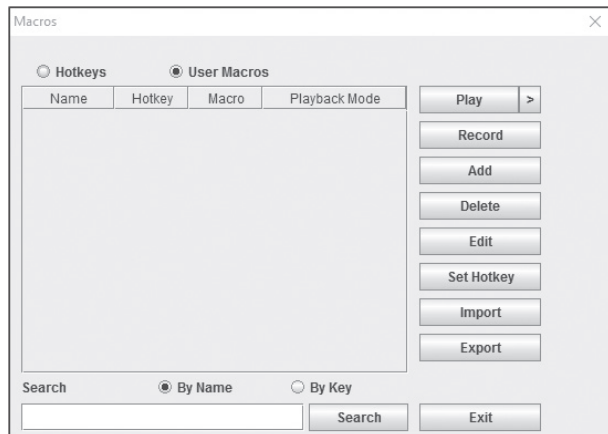 Macros
Hotkeys User Macros
Name Hotkey Macro Playback Mode
Play >
Record
Add
Delete
Edit
Set Hotkey
Import
Export
Search By Name By Key
Search Exit